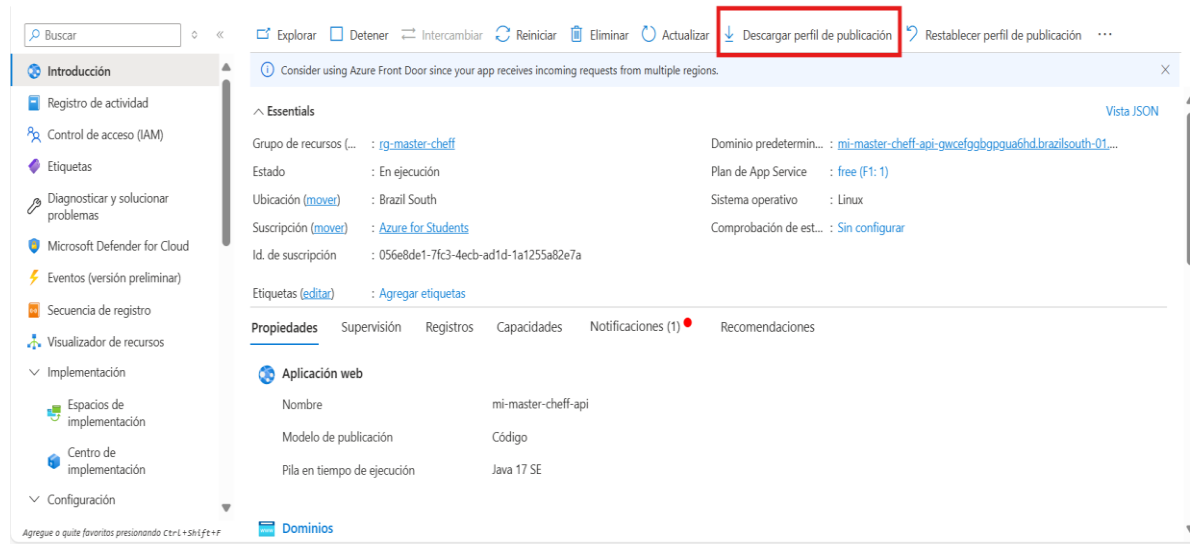 Buscar
Explorar Detener Intercambiar Reiniciar Eliminar Actualizar Descargar perfil de publicación Restablecer perfil de publicación ...
Introducción
Registro de actividad
Control de acceso (IAM)
Etiquetas
Diagnosticar y solucionar
problemas
Microsoft Defender for Cloud
Eventos (versión preliminar)
Secuencia de registro
Visualizador de recursos
Implementación
Espacios de
implementación
Centro de
implementación
Configuración
Agregue o quite favoritos presionando Ctrl+Shift+F
Consider using Azure Front Door since your app receives incoming requests from multiple regions.
Essentials
Vista JSON
Grupo de recursos (... : rg-master-cheff
Estado : En ejecución
Ubicación (mover) : Brazil South
Suscripción (mover) : Azure for Students
Id. de suscripción : 056e8de1-7fc3-4ecb-ad1d-1a1255a82e7a
Etiquetas (editar) : Agregar etiquetas
Dominio predetermin... : mi-master-cheff-api-gwcefgqbgpgua6hd.brazilsouth-01....
Plan de App Service : free (F1: 1)
Sistema operativo : Linux
Comprobación de est... : Sin configurar
Propiedades Supervisión Registros Capacidades Notificaciones (1) Recomendaciones
Aplicación web
Nombre mi-master-cheff-api
Modelo de publicación Código
Pila en tiempo de ejecución Java 17 SE
Dominios